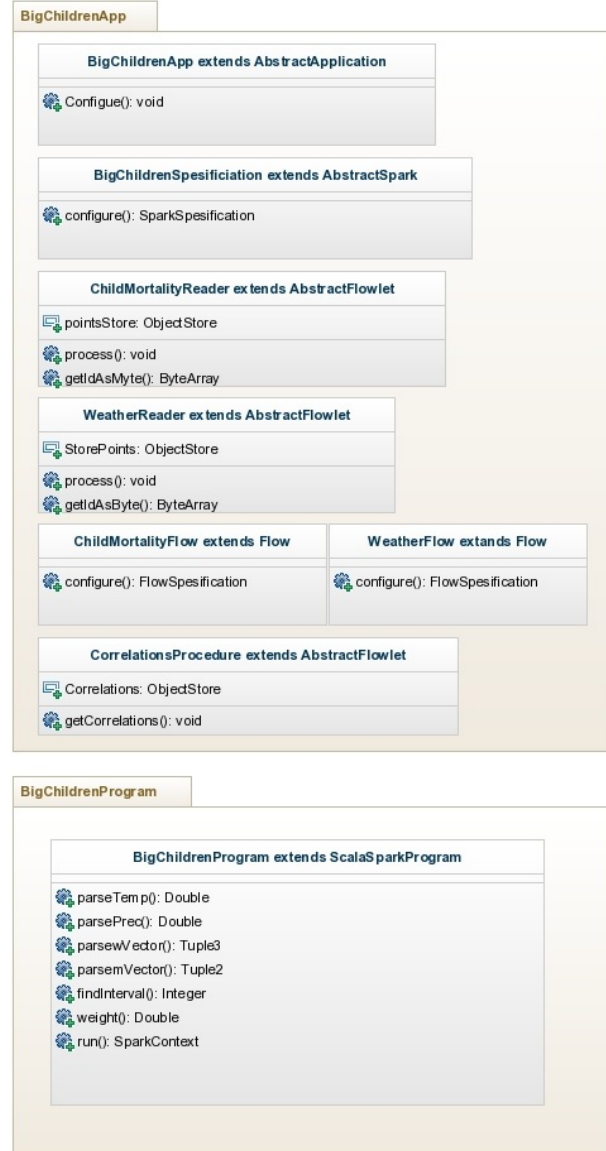 BigChildrenApp
BigChildrenApp extends AbstractApplication
Configue(): void
BigChildrenSpesificiation extends AbstractSpark
configure(): SparkSpesification
ChildMortalityReader extends AbstractFlowlet
pointsStore: ObjectStore
process(): void
getIdAsMyte(): ByteArray
WeatherReader extends AbstractFlowlet
StorePoints: ObjectStore
process(): void
getIdAsByte(): ByteArray
ChildMortalityFlow extends Flow
configure(): FlowSpesification
WeatherFlow extands Flow
configure(): FlowSpesification
CorrelationsProcedure extends AbstractFlowlet
Correlations: ObjectStore
getCorrelations(): void
BigChildrenProgram
BigChildrenProgram extends ScalaSparkProgram
parseTemp(): Double
parsePrec(): Double
parsewVector(): Tuple3
parsemVector(): Tuple2
findInterval(): Integer
weight(): Double
run(): SparkContext